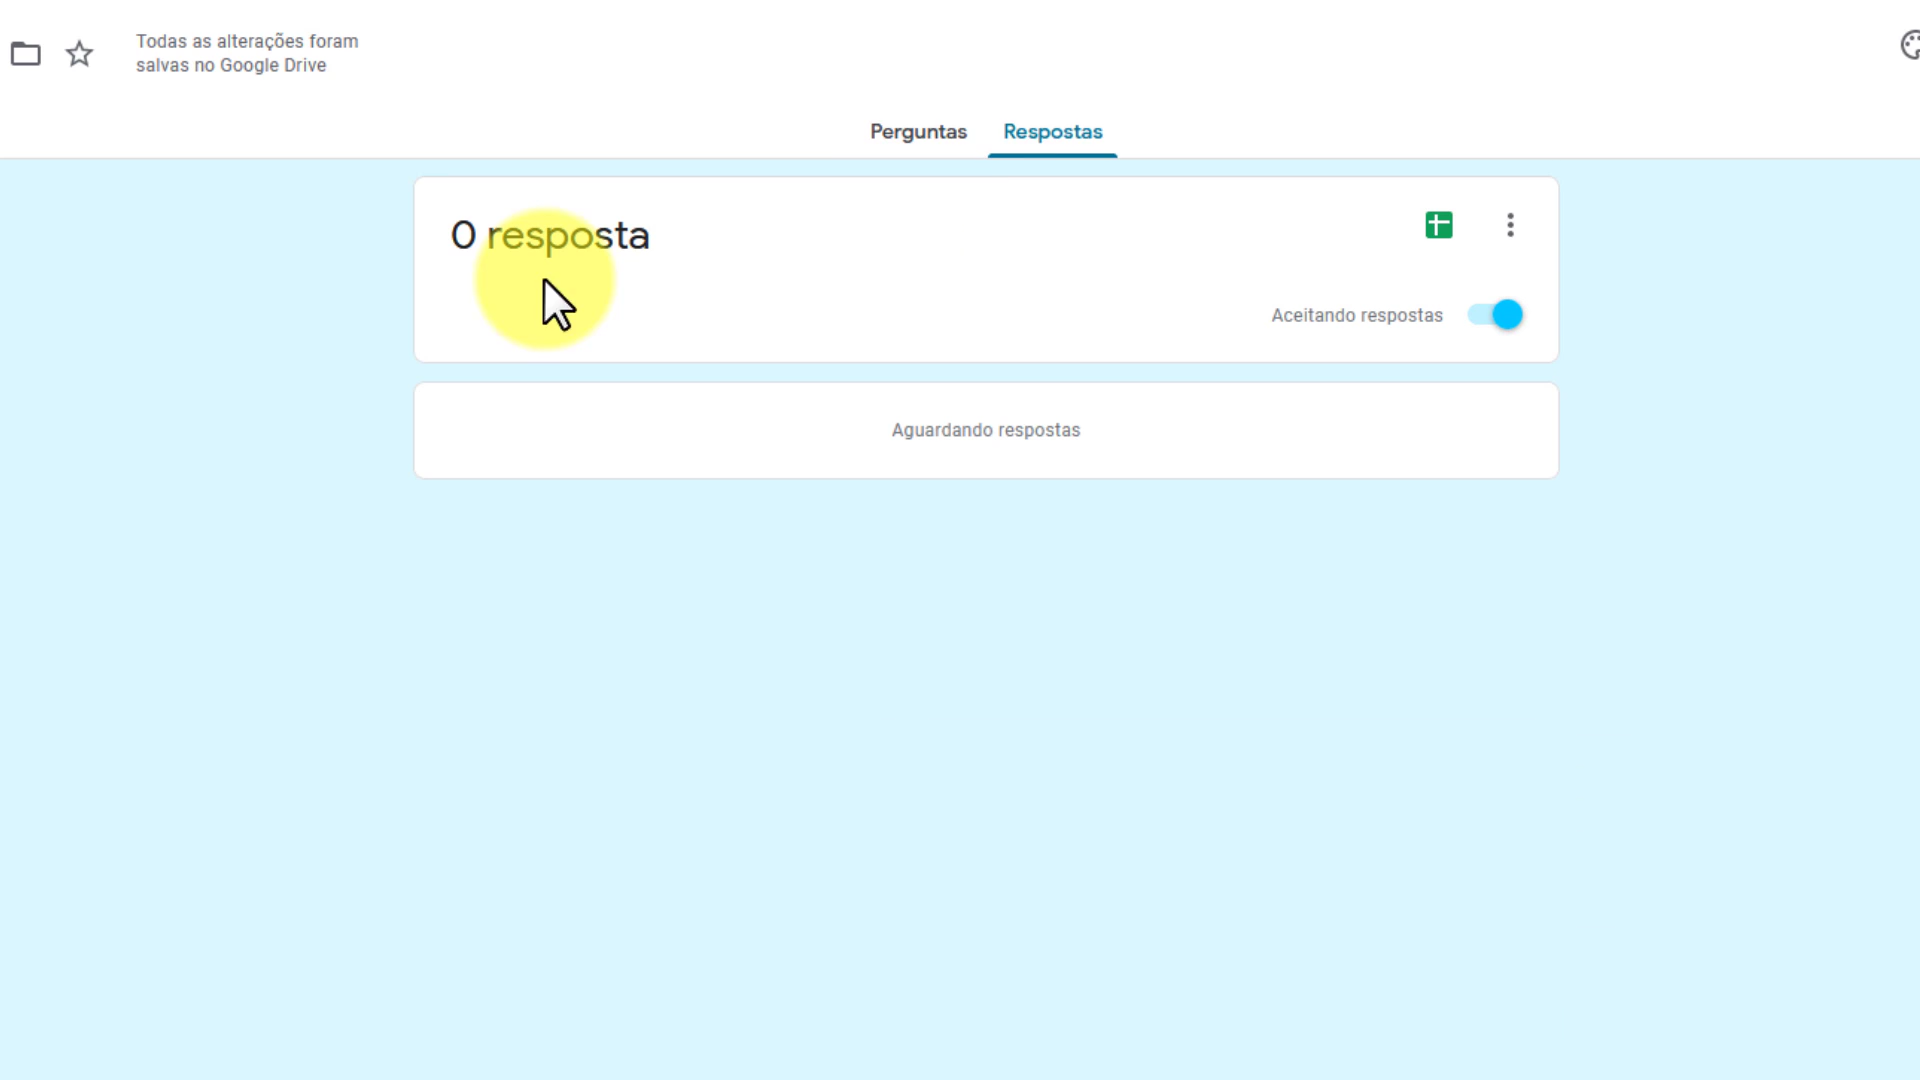 Todas as alterações foram
salvas no Google Drive
Perguntas Respostas
0 resposta
Aceitando respostas
Aguardando respostas